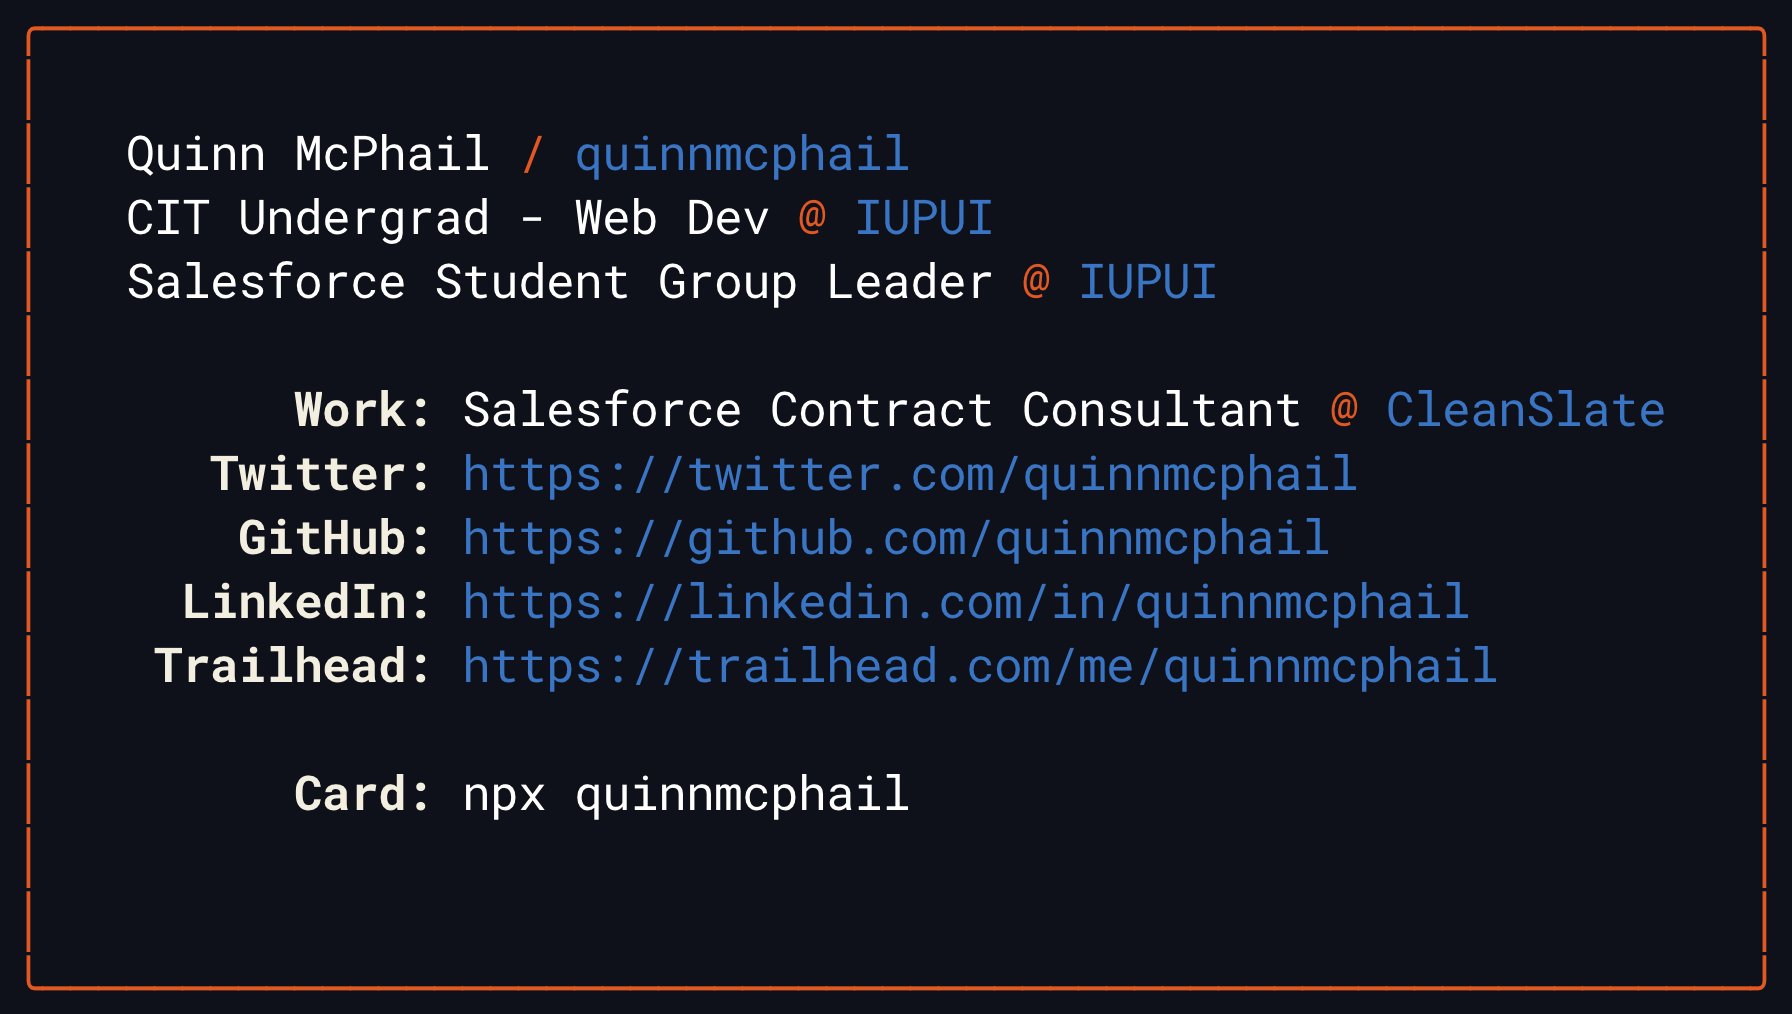 Quinn McPhail / quinnmcphail
CIT Undergrad - Web Dev @ IUPUI
Salesforce Student Group Leader @ IUPUI
Work: Salesforce Contract Consultant @ CleanSlate
Twitter: https://twitter.com/quinnmcphail
GitHub: https://github.com/quinnmcphail
LinkedIn: https://linkedin.com/in/quinnmcphail
Trailhead: https://trailhead.com/me/quinnmcphail
Card: npx quinnmcphail